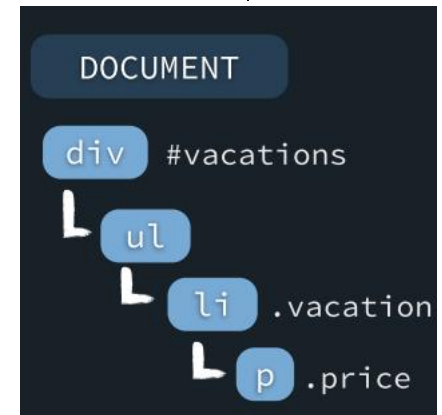 DOCUMENT
div #vacations
ul
li .vacation
p .price